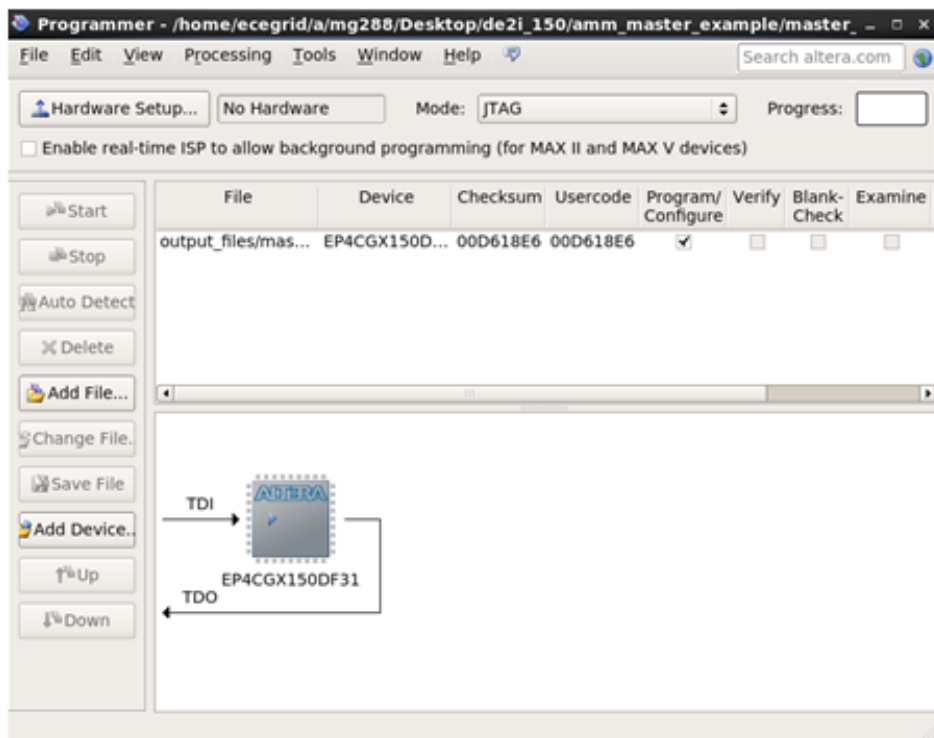 Programmer - /home/ecegrid/a/mg288/Desktop/de2i_150/amm_master_example/master_
File Edit View Processing Tools Window Help
Search altera.com
Hardware Setup... No Hardware Mode: JTAG Progress:
Enable real-time ISP to allow background programming (for MAX II and MAX V devices)
Start
Stop
Auto Detect
Delete
Add File...
Change File.
Save File
Add Device..
Up
Down
File Device Checksum Usercode Program/ Verify Blank- Examine
Configure Check
output_files/mas... EP4CGX150D... 00D618E6 00D618E6
TDI
ALTERA
EP4CGX150DF31
TDO